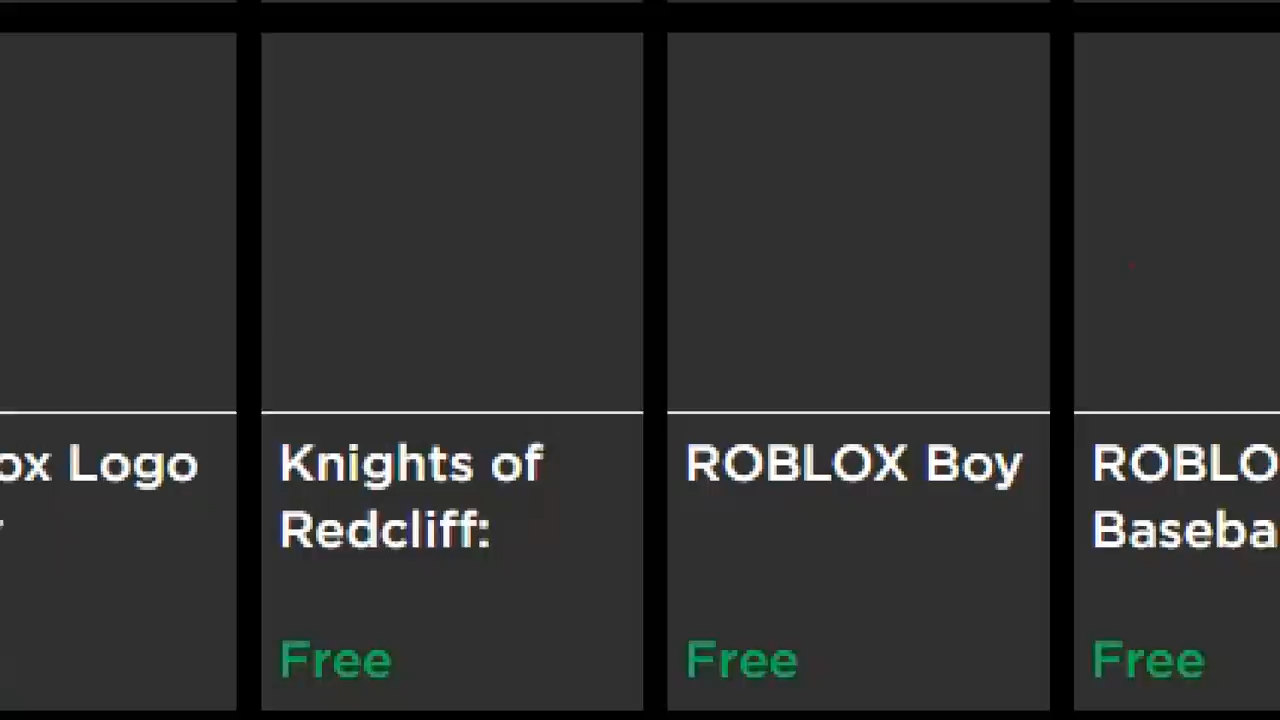 ox Logo
Knights of
Redcliff:
Free
ROBLOX Boy
Free
ROBLO
Baseba
Free